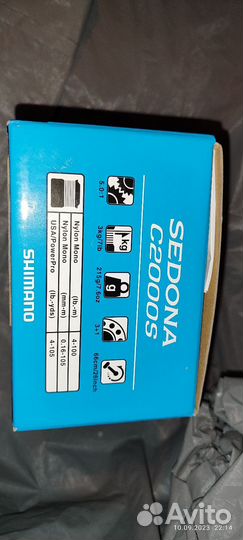 SEDONA
C2000S
5.0:1
3kg/7lb
215g/7.6oz
3+1
66cm/26inch
kg
g
Nylon Mono (lb.-m) 4-100
Nylon Mono (mm-m) 0.16-105
USA/PowerPro (lb.-yds) 4-105
SHIMANO
Avito
10.09.2023 22:14